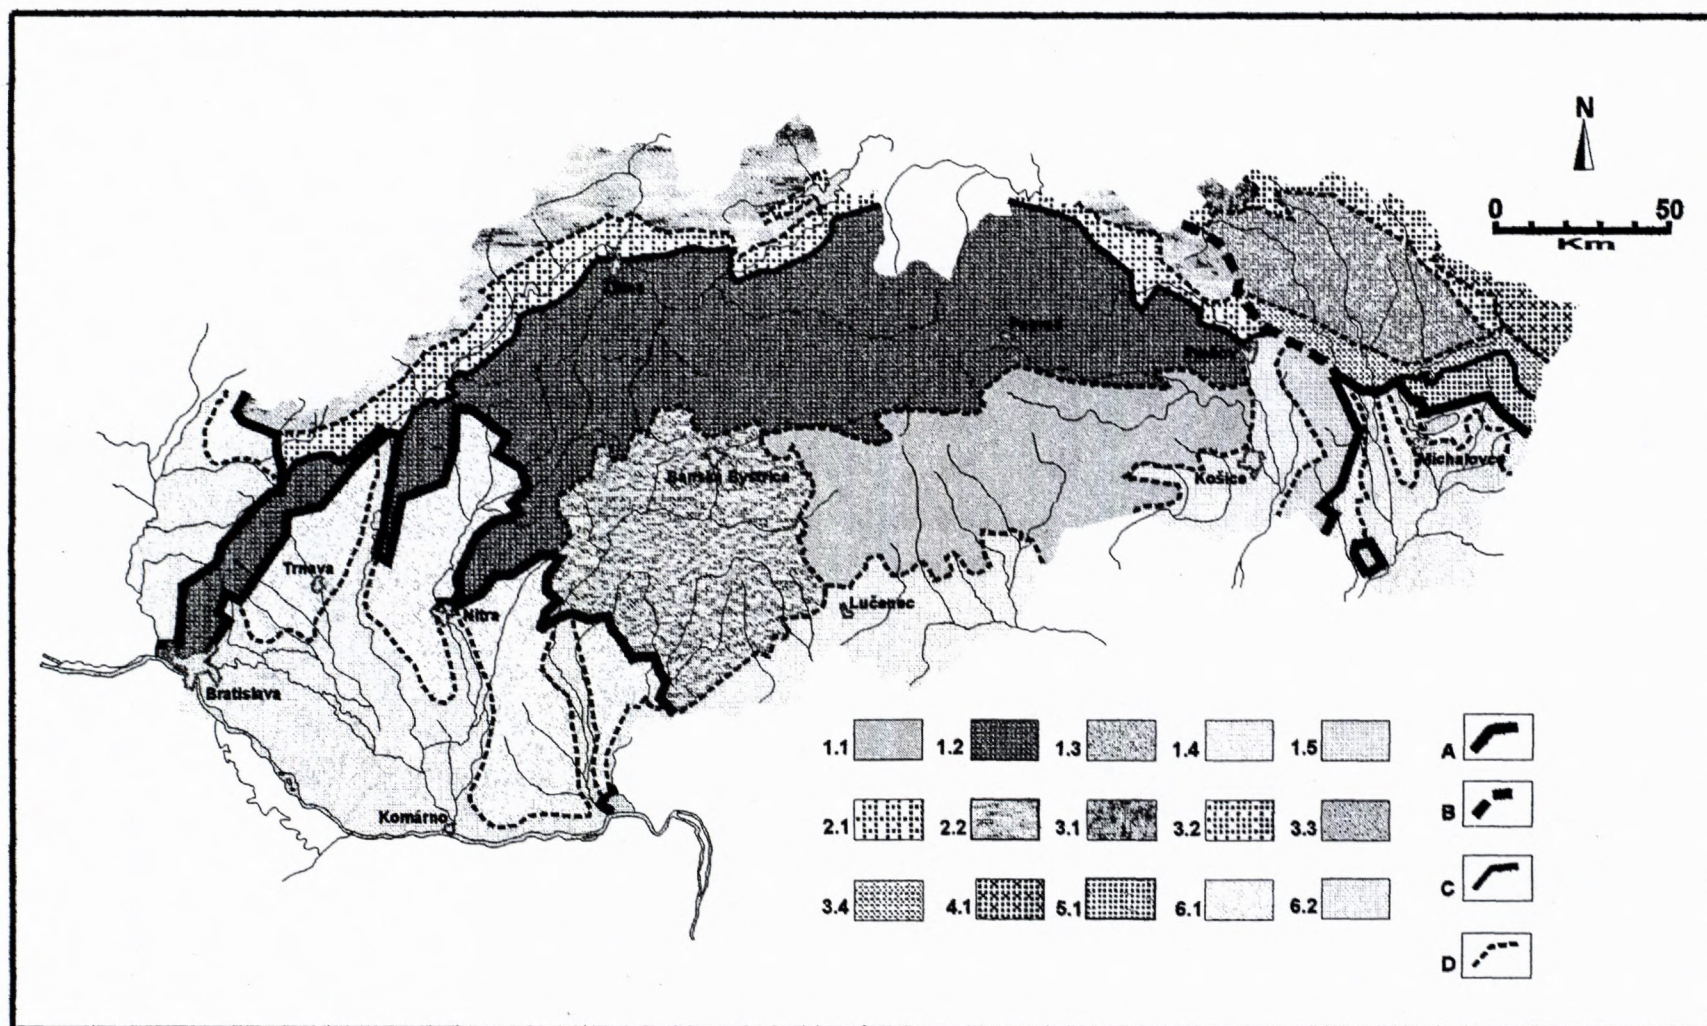 N
0 50
Km
Žilina
Poprad
Prešov
Michalovce
Banská Bystrica
Košice
Trnava
Lučenec
Nitra
Bratislava
Komárno
1.1 1.2 1.3 1.4 1.5 A
2.1 2.2 3.1 3.2 3.3 B
3.4 4.1 5.1 6.1 6.2 C
D